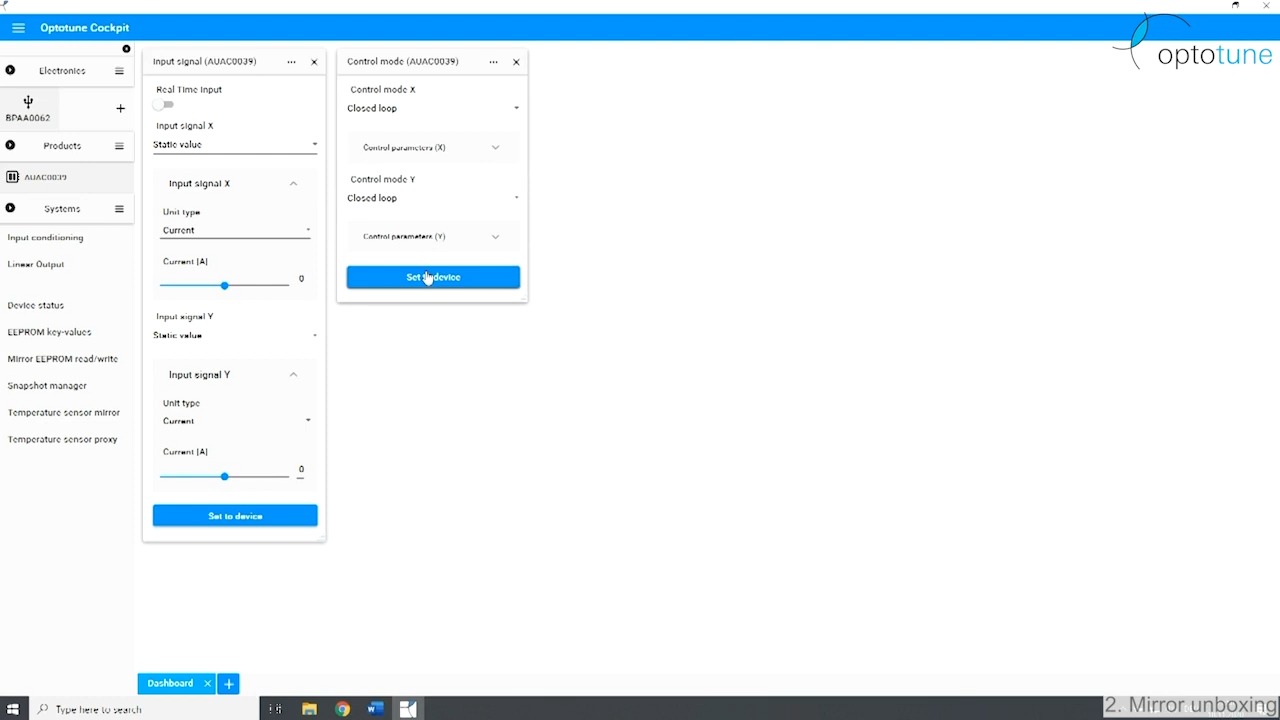 Optotune Cockpit
optotune
Electronics
BPAA0062
Products
AUAC0039
Systems
Input conditioning
Linear Output
Device status
EEPROM key-values
Mirror EEPROM read/write
Snapshot manager
Temperature sensor mirror
Temperature sensor proxy
Input signal (AUAC0039)
Real Time Input
Input signal X
Static value
Input signal X
Unit type
Current
Current [A]
0
Input signal Y
Static value
Input signal Y
Unit type
Current
Current [A]
0
Set to device
Control mode (AUAC0039)
Control mode X
Closed loop
Control parameters (X)
Control mode Y
Closed loop
Control parameters (Y)
Set to device
Dashboard
Type here to search
2. Mirror unboxing